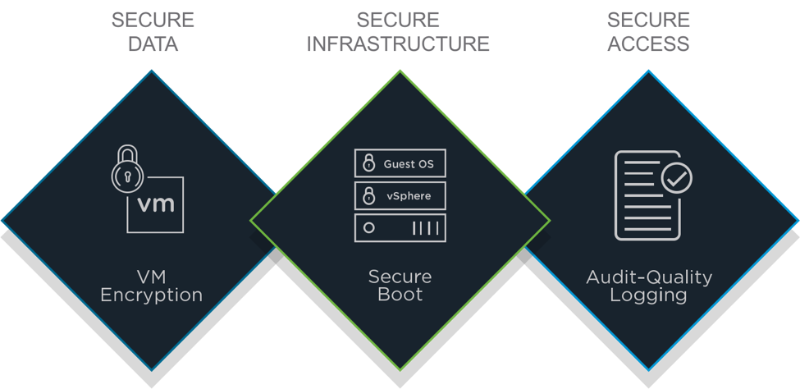 SECURE
DATA
SECURE
INFRASTRUCTURE
SECURE
ACCESS
vm
VM
Encryption
Guest OS
vSphere
Secure
Boot
Audit-Quality
Logging